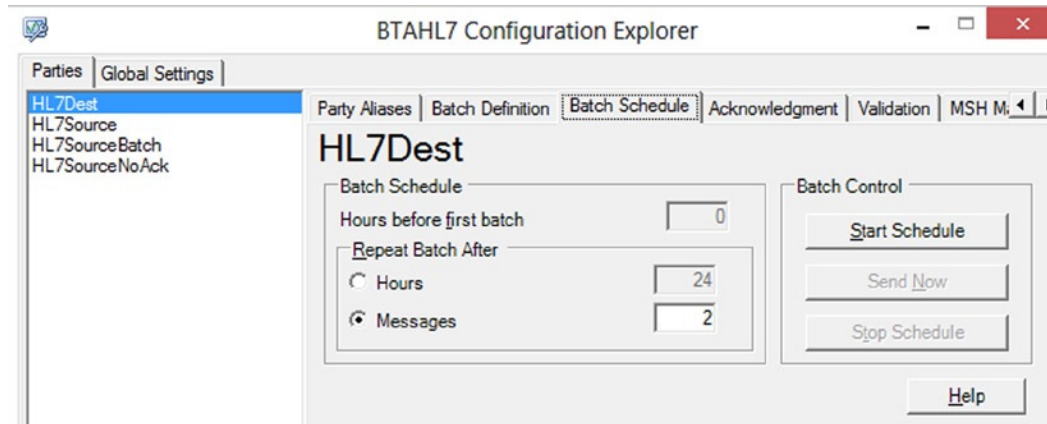 BTAHL7 Configuration Explorer
Parties
Global Settings
HL7Dest
HL7Source
HL7SourceBatch
HL7SourceNoAck
Party Aliases
Batch Definition
Batch Schedule
Acknowledgment
Validation
MSH
HL7Dest
Batch Schedule
Hours before first batch
0
Repeat Batch After
Hours
24
Messages
2
Batch Control
Start Schedule
Send Now
Stop Schedule
Help